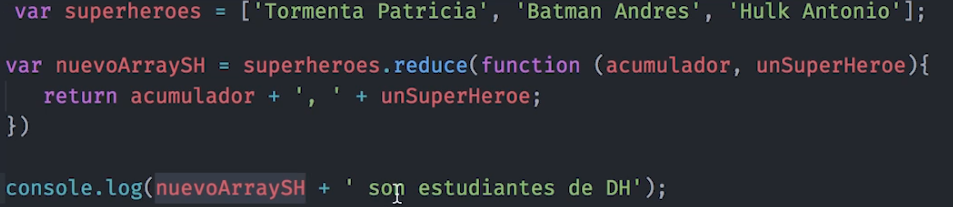 var superheroes = ['Tormenta Patricia', 'Batman Andres', 'Hulk Antonio'];
var nuevoArraySH = superheroes.reduce(function (acumulador, unSuperHeroe){
return acumulador + ', ' + unSuperHeroe;
})
console.log(nuevoArraySH + ' son estudiantes de DH');